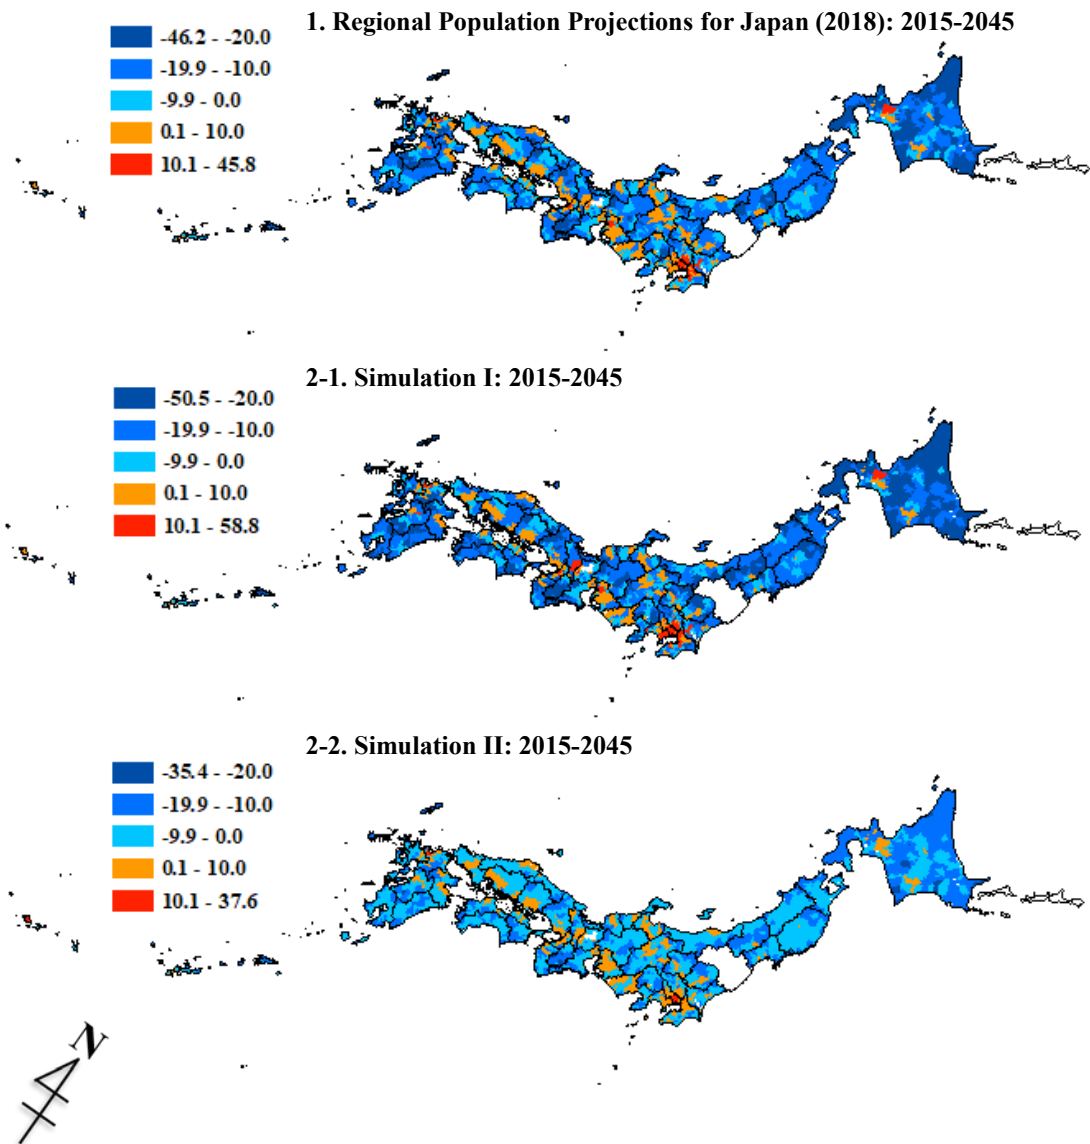 1. Regional Population Projections for Japan (2018): 2015-2045
-46.2 - -20.0
-19.9 - -10.0
-9.9 - 0.0
0.1 - 10.0
10.1 - 45.8
2-1. Simulation I: 2015-2045
-50.5 - -20.0
-19.9 - -10.0
-9.9 - 0.0
0.1 - 10.0
10.1 - 58.8
2-2. Simulation II: 2015-2045
-35.4 - -20.0
-19.9 - -10.0
-9.9 - 0.0
0.1 - 10.0
10.1 - 37.6
N